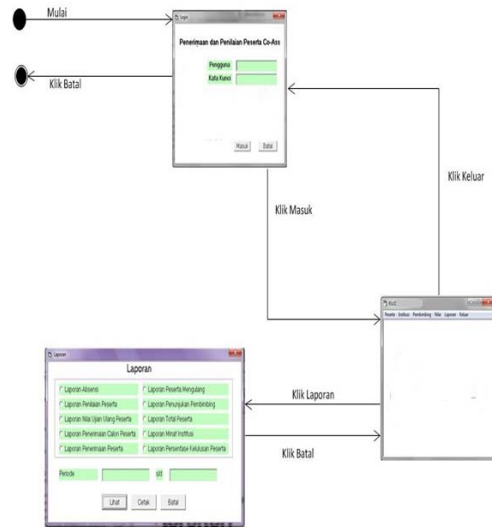 Mulai
Login
Penerimaan dan Penilaian Peserta Co-Ass
Pengguna
Kata Kunci
Masuk Batal
Klik Batal
Klik Keluar
Klik Masuk
Peserta Institusi Pembimbing Nilai Laporan Keluar
Klik Laporan
Klik Batal
Laporan
Laporan
Laporan Absensi Laporan Peserta Mengulang
Laporan Penilaian Peserta Laporan Penunjukan Pembimbing
Laporan Nilai Ujian Ulang Peserta Laporan Total Peserta
Laporan Penerimaan Calon Peserta Laporan Minat Institusi
Laporan Penerimaan Peserta Laporan Persentase Kelulusan Peserta
Periode s/d
Lihat Cetak Batal